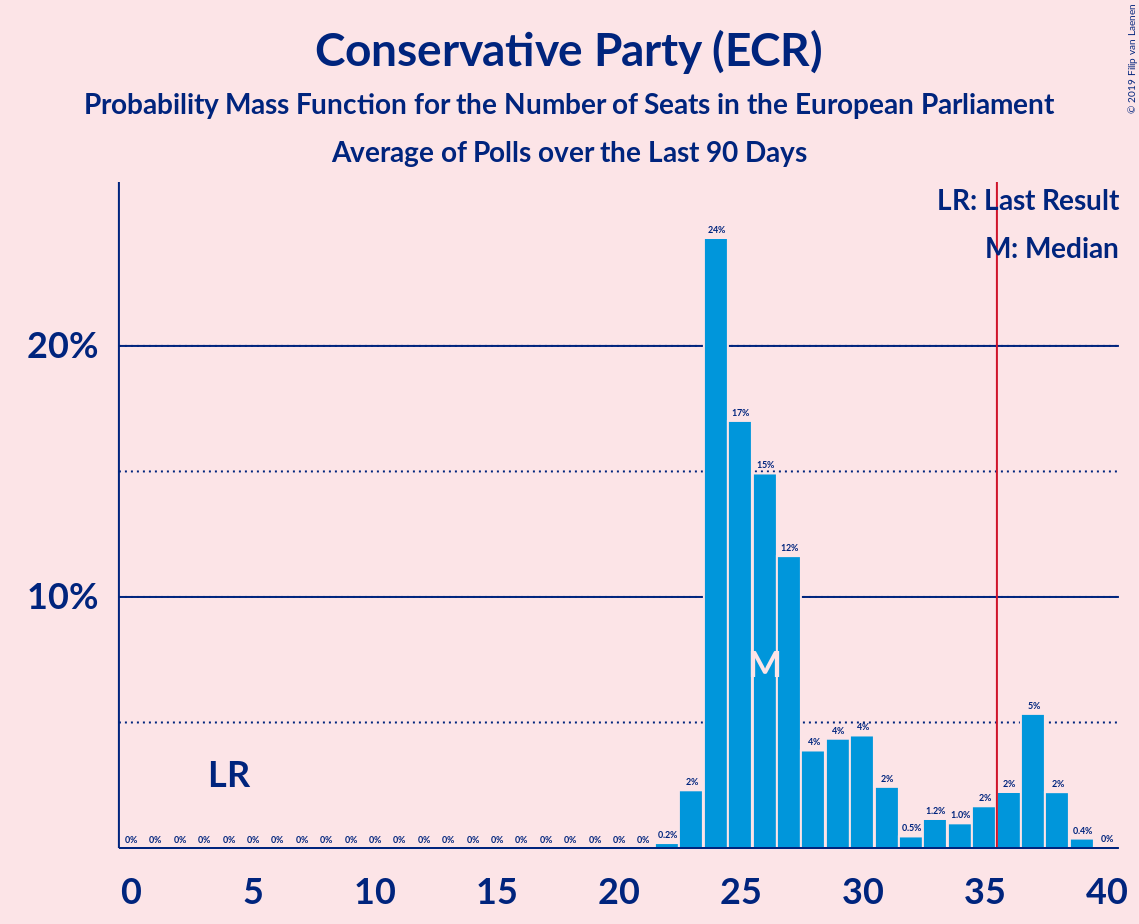 Conservative Party (ECR)
Probability Mass Function for the Number of Seats in the European Parliament
Average of Polls over the Last 90 Days
© 2019 Filip van Laenen
LR: Last Result
M: Median
20%
10%
LR
M
0% 0% 0% 0% 0% 0% 0% 0% 0% 0% 0% 0% 0% 0% 0% 0% 0% 0% 0% 0% 0% 0% 0.2% 2% 24% 17% 15% 12% 4% 4% 4% 2% 0.5% 1.2% 1.0% 2% 2% 5% 2% 0.4% 0%
0 5 10 15 20 25 30 35 40